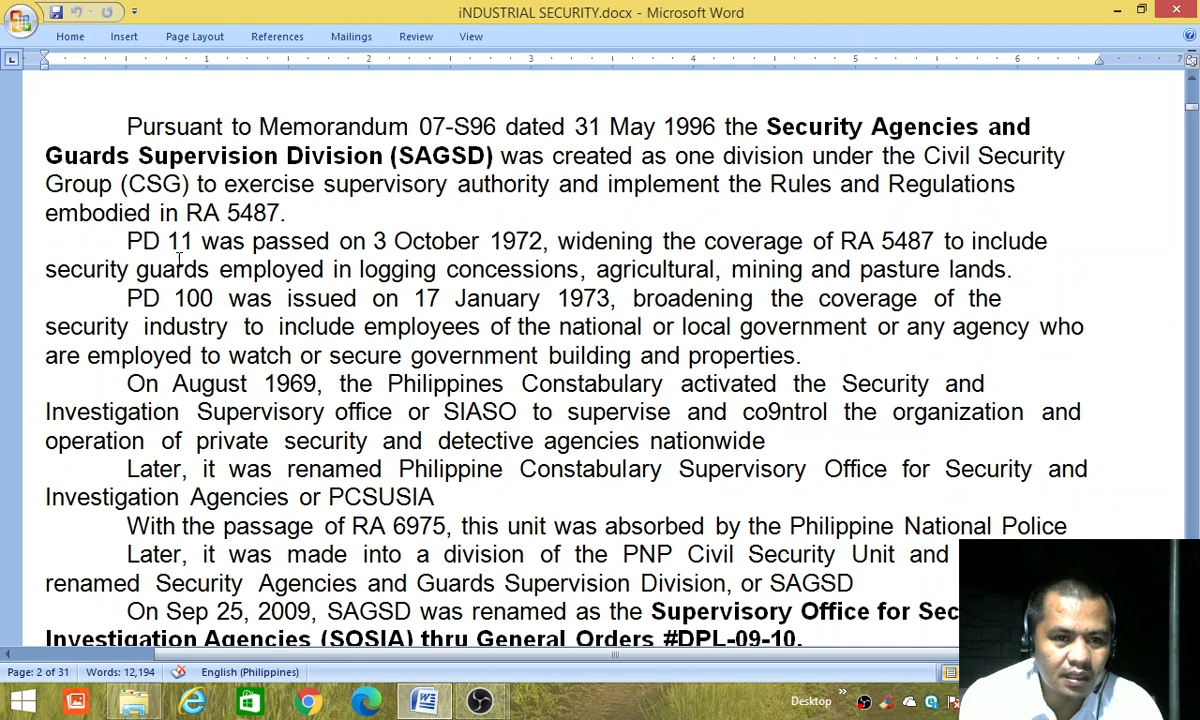 iNDUSTRIAL SECURITY.docx - Microsoft Word
Home Insert Page Layout References Mailings Review View
1 2 3 4 5 6 7
Pursuant to Memorandum 07-S96 dated 31 May 1996 the Security Agencies and
Guards Supervision Division (SAGSD) was created as one division under the Civil Security
Group (CSG) to exercise supervisory authority and implement the Rules and Regulations
embodied in RA 5487.
PD 11 was passed on 3 October 1972, widening the coverage of RA 5487 to include
security guards employed in logging concessions, agricultural, mining and pasture lands.
PD 100 was issued on 17 January 1973, broadening the coverage of the
security industry to include employees of the national or local government or any agency who
are employed to watch or secure government building and properties.
On August 1969, the Philippines Constabulary activated the Security and
Investigation Supervisory office or SIASO to supervise and co9ntrol the organization and
operation of private security and detective agencies nationwide
Later, it was renamed Philippine Constabulary Supervisory Office for Security and
Investigation Agencies or PCSUSIA
With the passage of RA 6975, this unit was absorbed by the Philippine National Police
Later, it was made into a division of the PNP Civil Security Unit and
renamed Security Agencies and Guards Supervision Division, or SAGSD
On Sep 25, 2009, SAGSD was renamed as the Supervisory Office for Sec
Investigation Agencies (SOSIA) thru General Orders #DPL-09-10.
Page: 2 of 31 Words: 12,194 English (Philippines)
Desktop